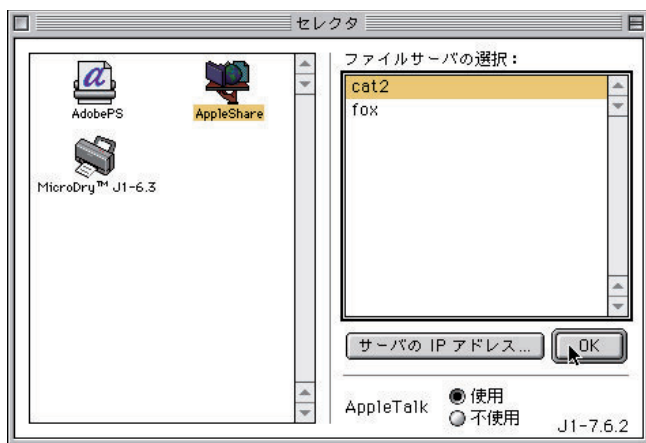 セレクタ
AdobePS
AppleShare
MicroDry™ J1-6.3
ファイルサーバの選択：
cat2
fox
サーバの IP アドレス...
OK
AppleTalk
使用
不使用
J1-7.6.2